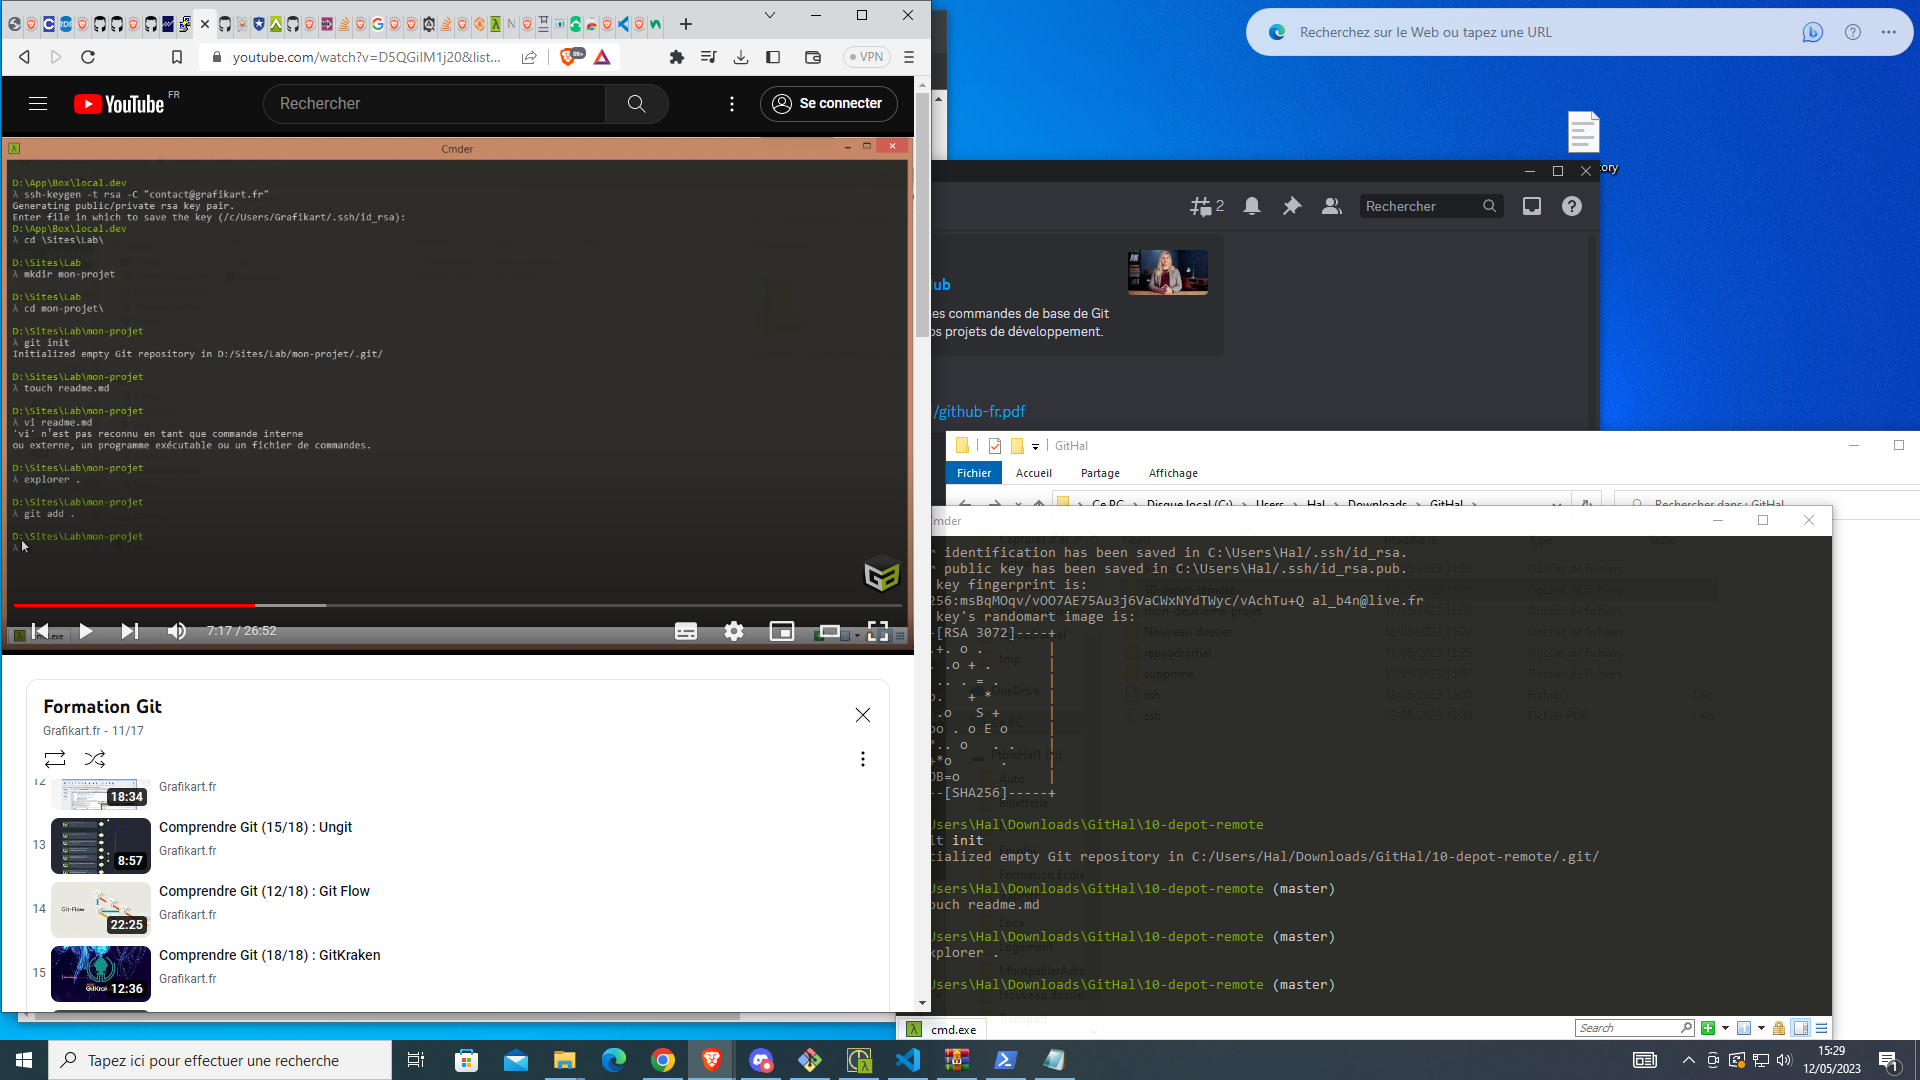 youtube.com/watch?v=D5QGilM1j20&list...
99+
VPN
YouTube FR
Rechercher
Se connecter
Cmder
D:\App\Box\local.dev
λ ssh-keygen -t rsa -C "contact@grafikart.fr"
Generating public/private rsa key pair.
Enter file in which to save the key (/c/Users/Grafikart/.ssh/id_rsa):
D:\App\Box\local.dev
λ cd \Sites\Lab\
D:\Sites\Lab
λ mkdir mon-projet
D:\Sites\Lab
λ cd mon-projet\
D:\Sites\Lab\mon-projet
λ git init
Initialized empty Git repository in D:/Sites/Lab/mon-projet/.git/
D:\Sites\Lab\mon-projet
λ touch readme.md
D:\Sites\Lab\mon-projet
λ vi readme.md
'vi' n'est pas reconnu en tant que commande interne
ou externe, un programme exécutable ou un fichier de commandes.
D:\Sites\Lab\mon-projet
λ explorer .
D:\Sites\Lab\mon-projet
λ git add .
D:\Sites\Lab\mon-projet
λ
7:17 / 26:52
Formation Git
Grafikart.fr - 11/17
12
18:34
Grafikart.fr
13
8:57
Comprendre Git (15/18) : Ungit
Grafikart.fr
14
22:25
Comprendre Git (12/18) : Git Flow
Grafikart.fr
15
12:36
Comprendre Git (18/18) : GitKraken
Grafikart.fr
Recherchez sur le Web ou tapez une URL
ory
2
Rechercher
ub
es commandes de base de Git
os projets de développement.
/github-fr.pdf
GitHal
Fichier
Accueil
Partage
Affichage
Ce PC > Disque local (C:) > Users > Hal > Downloads > GitHal >
Rechercher dans : GitHal
mder
r identification has been saved in C:\Users\Hal/.ssh/id_rsa.
r public key has been saved in C:\Users\Hal/.ssh/id_rsa.pub.
key fingerprint is:
256:msBqMOqv/vOO7AE75Au3j6VaCWxNYdTWyc/vAchTu+Q al_b4n@live.fr
key's randomart image is:
-[RSA 3072]----+
.+. o .        |
. .o + .       |
.. . = .       |
o.   + *       |
.o   S +       |
oo . o E o     |
*.. o   . .    |
+*o      .     |
OB=o           |
--[SHA256]-----+
Users\Hal\Downloads\GitHal\10-depot-remote
it init
tialized empty Git repository in C:/Users/Hal/Downloads/GitHal/10-depot-remote/.git/
Users\Hal\Downloads\GitHal\10-depot-remote (master)
ouch readme.md
Users\Hal\Downloads\GitHal\10-depot-remote (master)
xplorer .
Users\Hal\Downloads\GitHal\10-depot-remote (master)
cmd.exe
Search
Tapez ici pour effectuer une recherche
15:29
12/05/2023
1